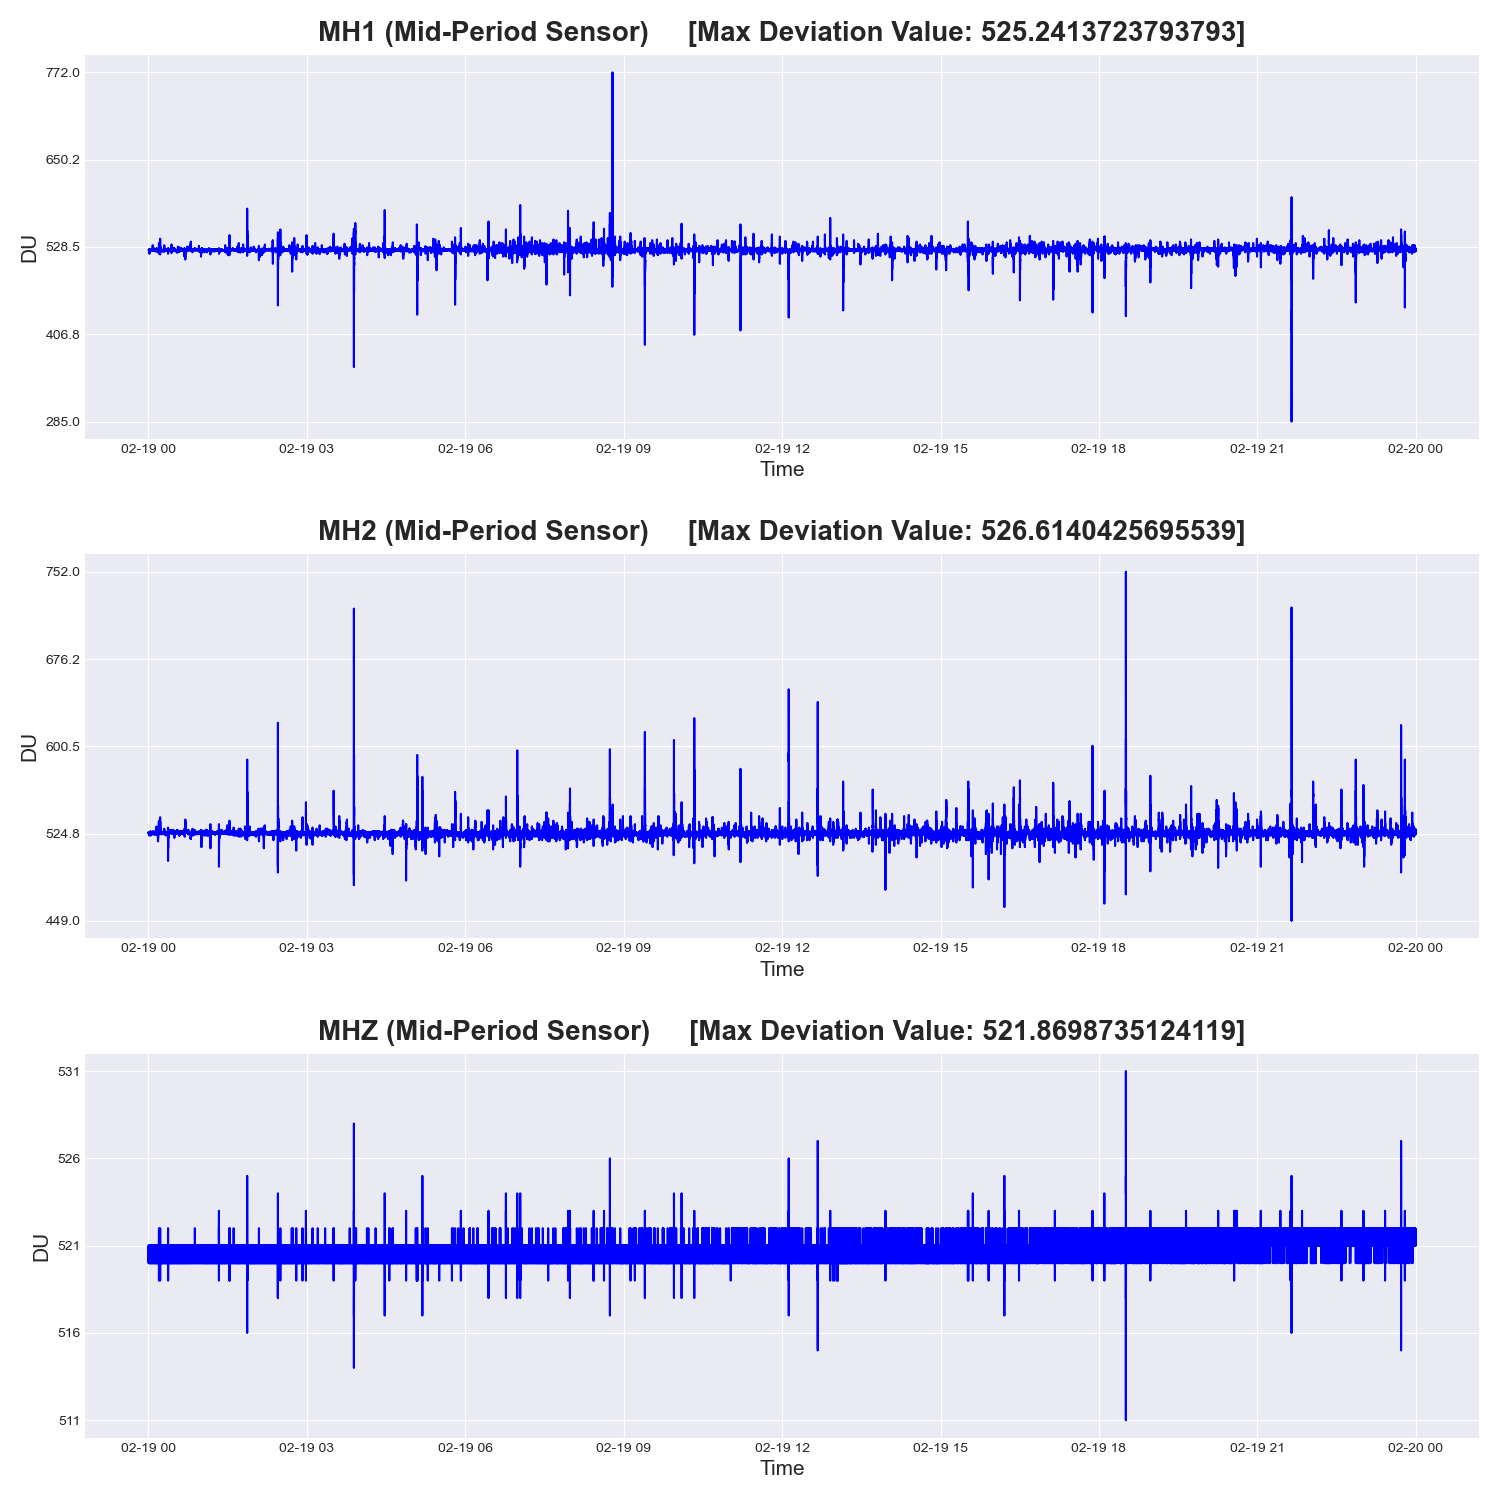 MH1 (Mid-Period Sensor) [Max Deviation Value: 525.2413723793793]
772.0
650.2
528.5
406.8
285.0
DU
02-19 00 02-19 03 02-19 06 02-19 09 02-19 12 02-19 15 02-19 18 02-19 21 02-20 00
Time
MH2 (Mid-Period Sensor) [Max Deviation Value: 526.6140425695539]
752.0
676.2
600.5
524.8
449.0
DU
02-19 00 02-19 03 02-19 06 02-19 09 02-19 12 02-19 15 02-19 18 02-19 21 02-20 00
Time
MHZ (Mid-Period Sensor) [Max Deviation Value: 521.8698735124119]
531
526
521
516
511
DU
02-19 00 02-19 03 02-19 06 02-19 09 02-19 12 02-19 15 02-19 18 02-19 21 02-20 00
Time